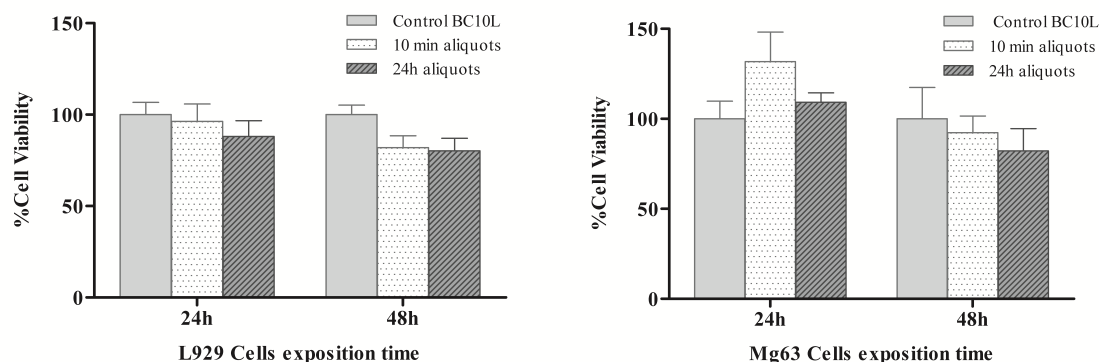 150
100
50
0
%Cell Viability
Control BC10L
10 min aliquots
24h aliquots
24h
48h
L929 Cells exposition time
150
100
50
0
%Cell Viability
Control BC10L
10 min aliquots
24h aliquots
24h
48h
Mg63 Cells exposition time